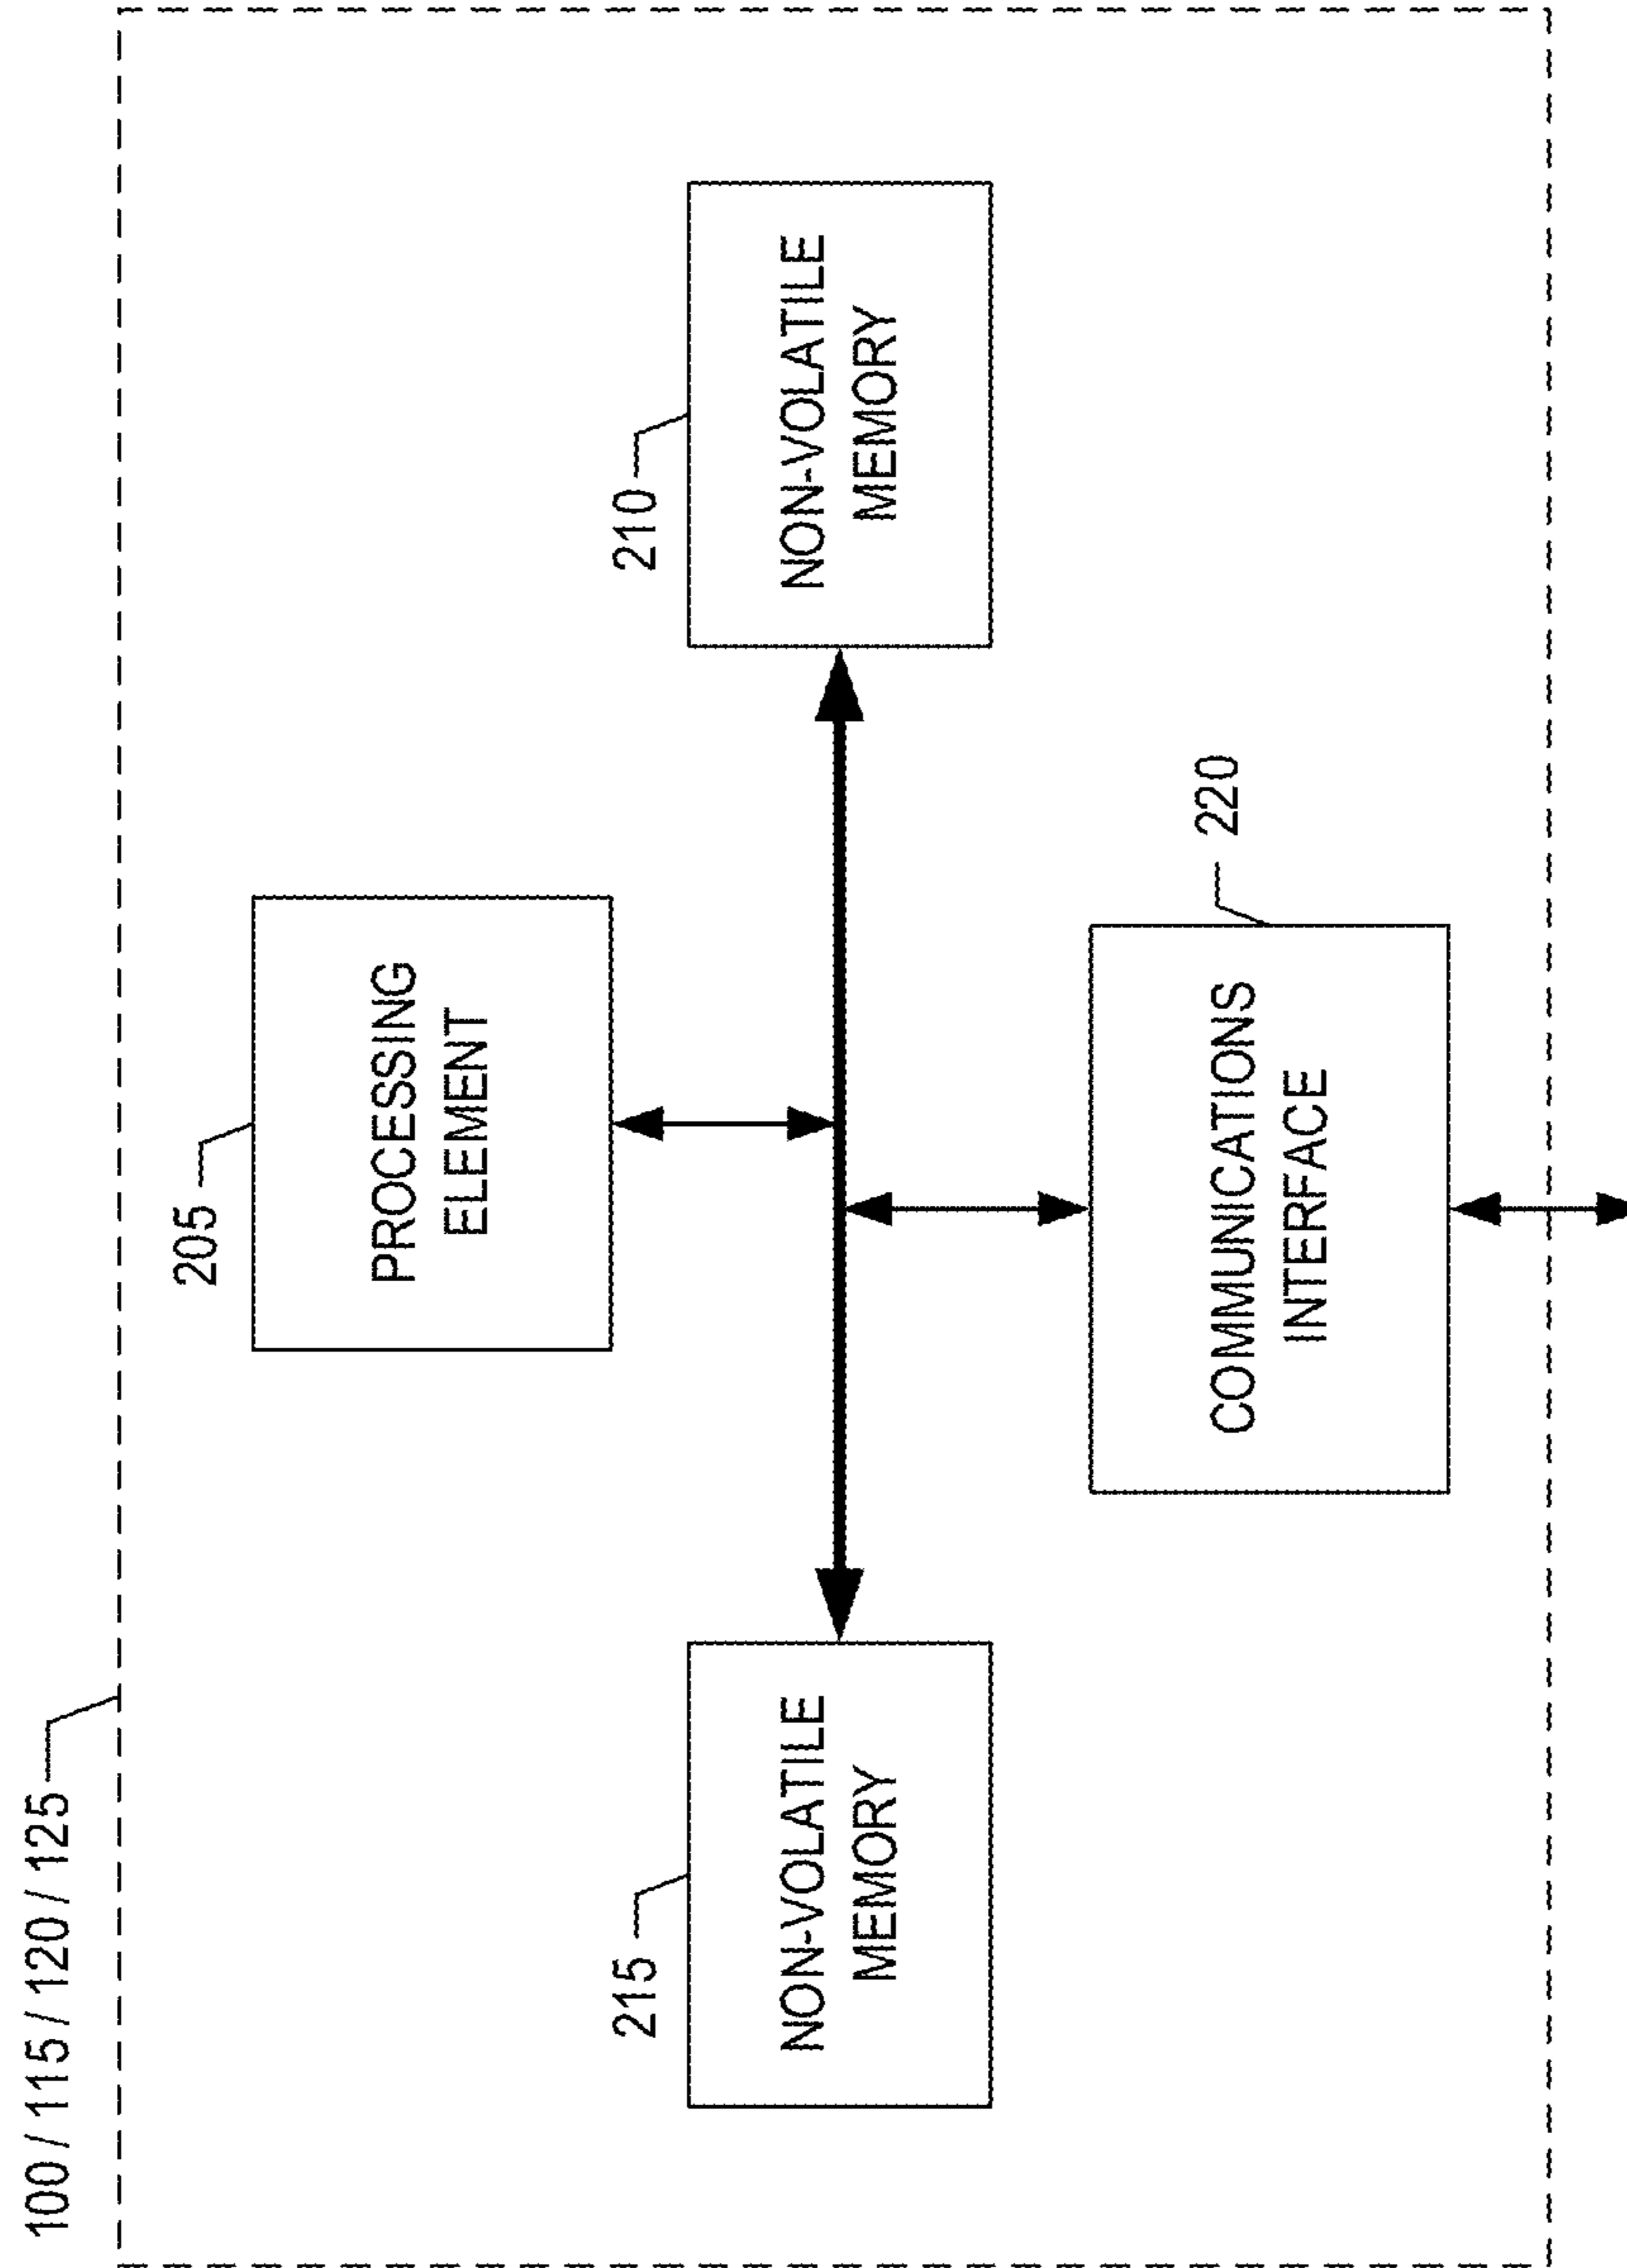 100 / 115 / 120 / 125
205
PROCESSING
ELEMENT
215
NON-VOLATILE
MEMORY
210
NON-VOLATILE
MEMORY
220
COMMUNICATIONS
INTERFACE